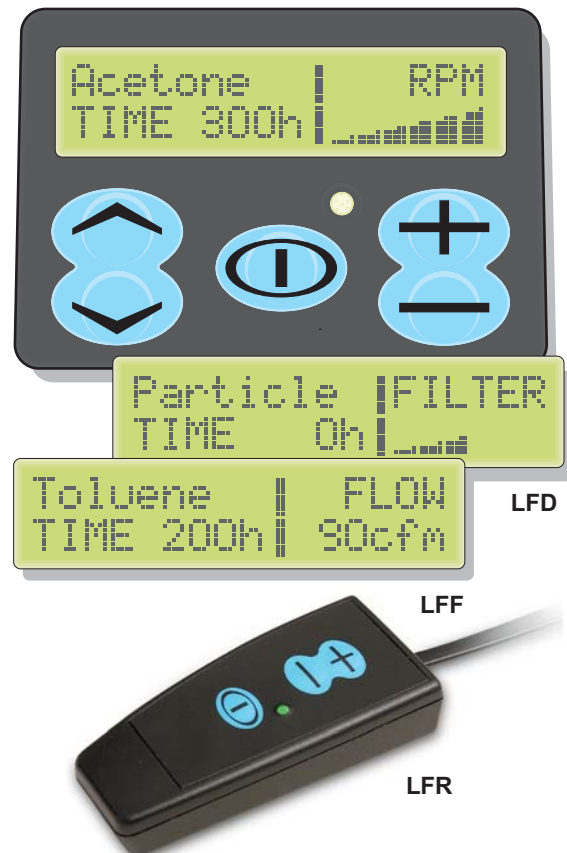 Acetone RPM
TIME 300h
Particle FILTER
TIME 0h
LFD
Toluene FLOW
TIME 200h 90cfm
LFF
LFR